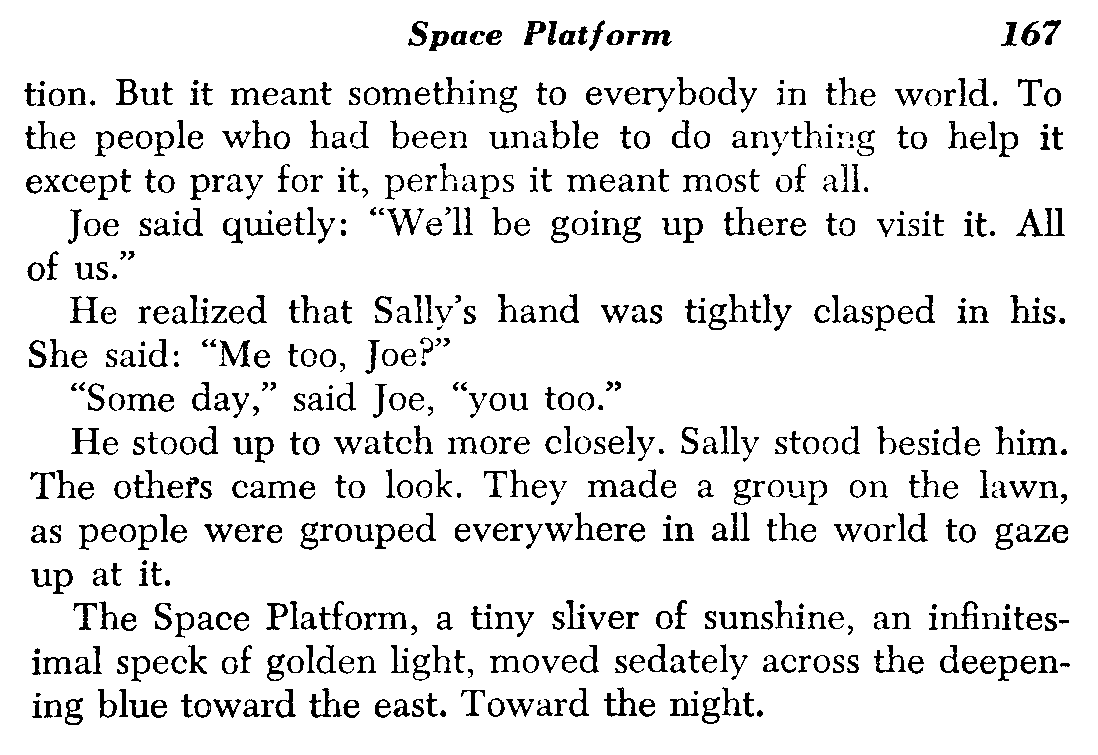 Space Platform 167
tion. But it meant something to everybody in the world. To
the people who had been unable to do anything to help it
except to pray for it, perhaps it meant most of all.
Joe said quietly: “We’ll be going up there to visit it. All
of us.”
He realized that Sally’s hand was tightly clasped in his.
She said: “Me too, Joe?”
“Some day,” said Joe, “you too.”
He stood up to watch more closely. Sally stood beside him.
The others came to look. They made a group on the lawn,
as people were grouped everywhere in all the world to gaze
up at it.
The Space Platform, a tiny sliver of sunshine, an infinites-
imal speck of golden light, moved sedately across the deepen-
ing blue toward the east. Toward the night.